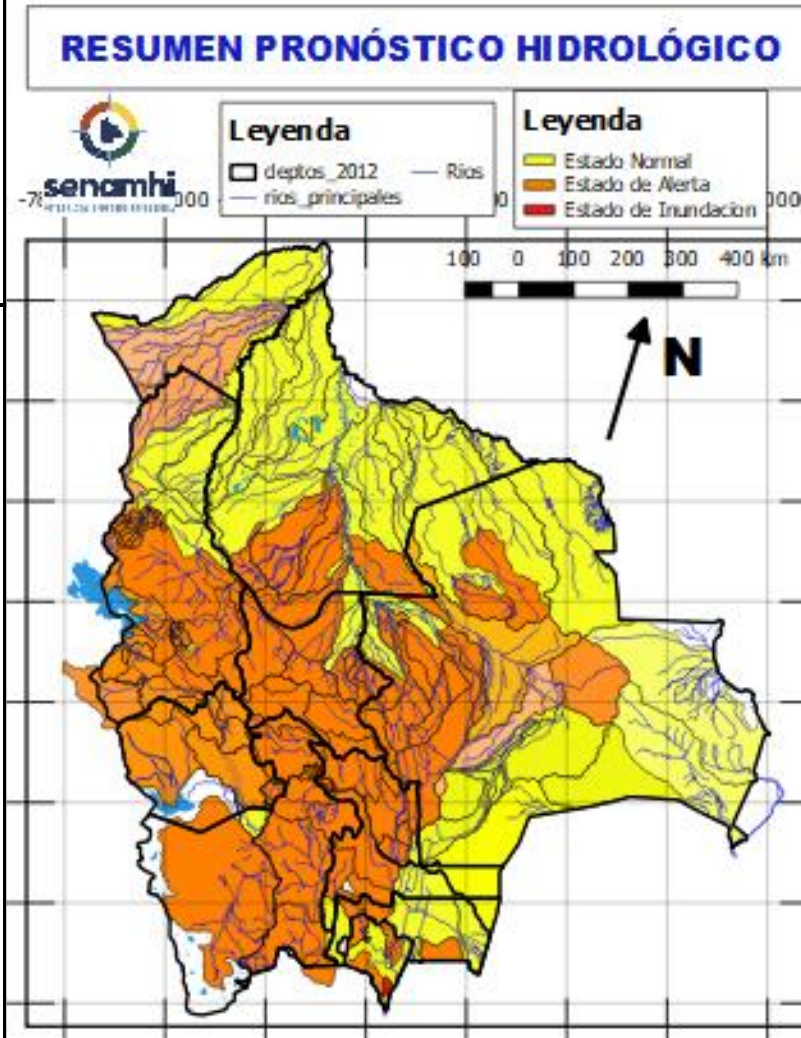 RESUMEN PRONÓSTICO HIDROLÓGICO
senamhi
Leyenda
deptos_2012
Rios
rios_principales
Leyenda
Estado Normal
Estado de Alerta
Estado de Inundacion
100 0 100 200 300 400 km
N